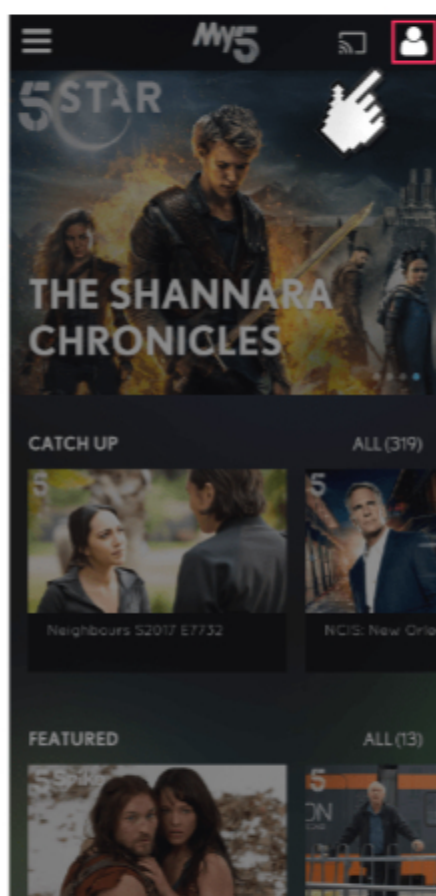 My5
5STAR
THE SHANNARA
CHRONICLES
CATCH UP
ALL (319)
5
5
Neighbours S2017 E7732
NCIS: New Orle
FEATURED
ALL (13)
5
ON